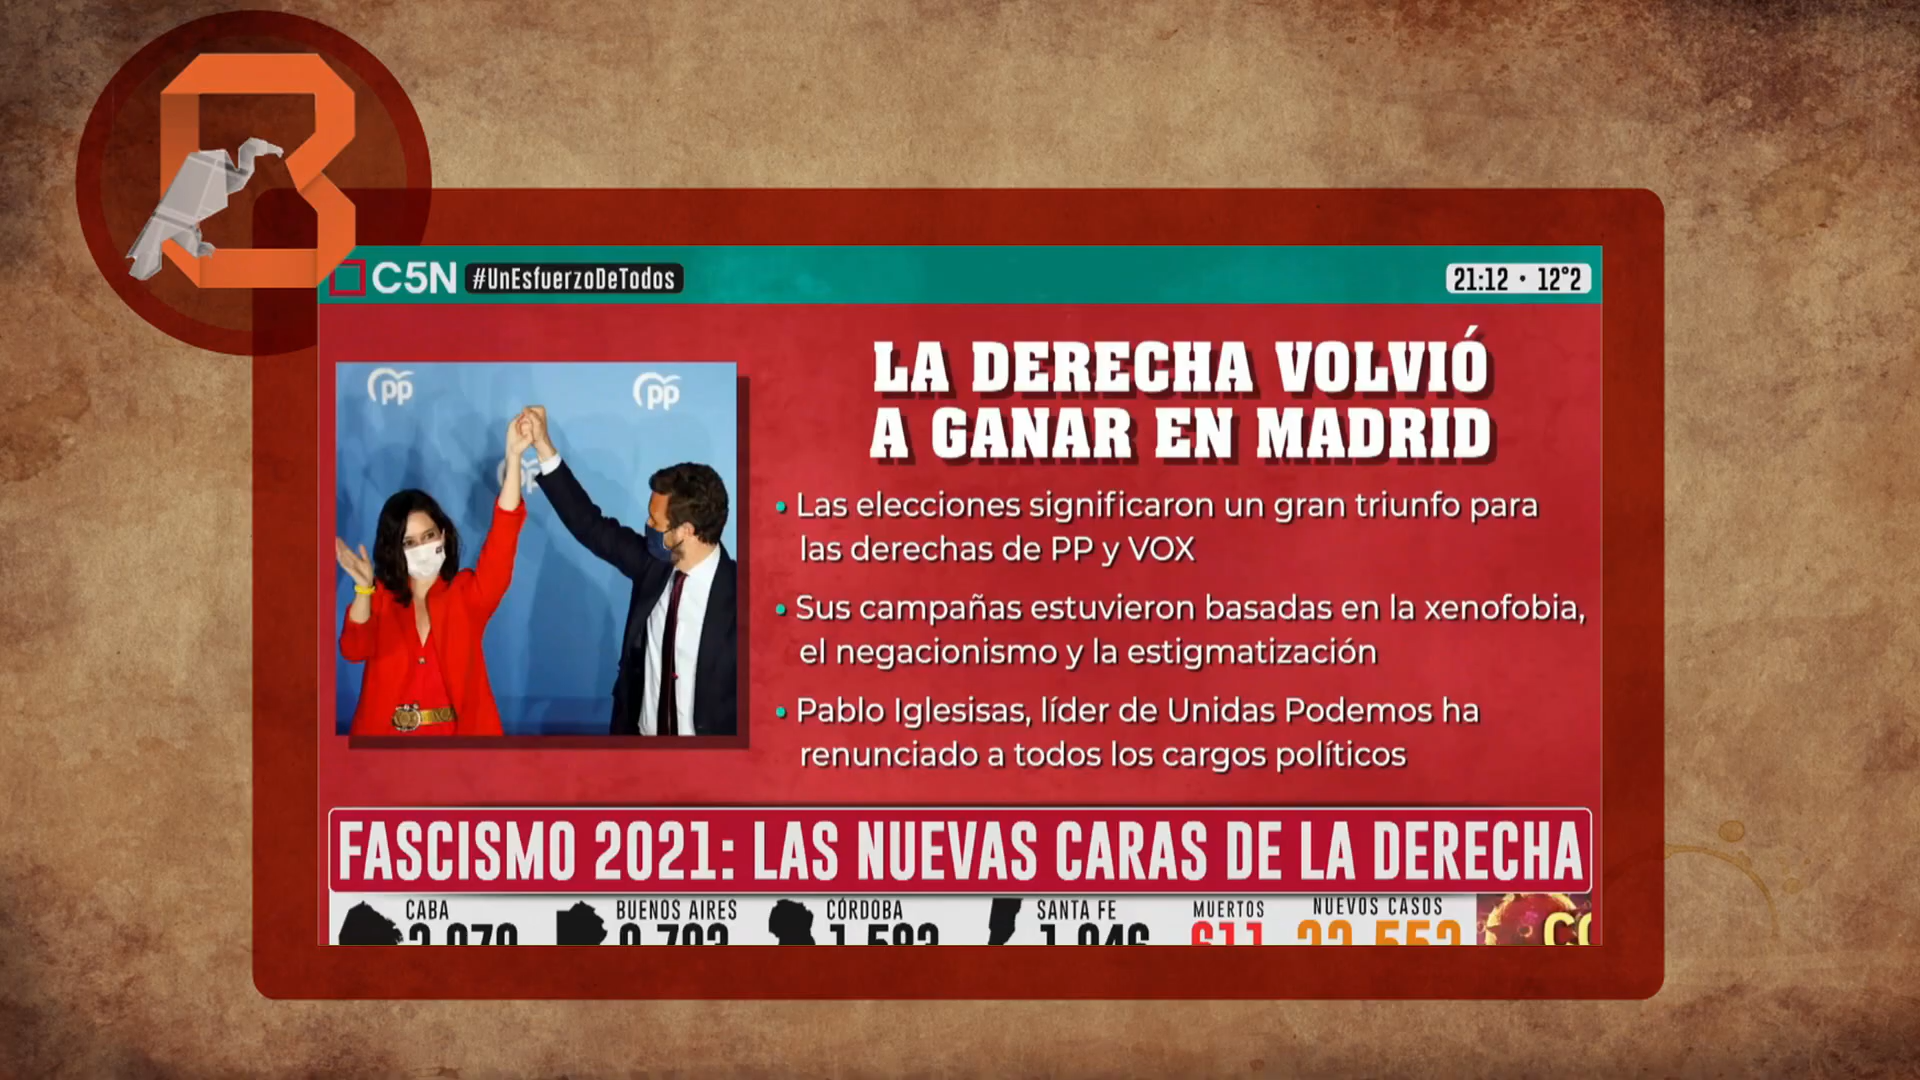 B
C5N #UnEsfuerzoDeTodos
21:12 · 12°2
pp pp
LA DERECHA VOLVIÓ
A GANAR EN MADRID
• Las elecciones significaron un gran triunfo para
las derechas de PP y VOX
• Sus campañas estuvieron basadas en la xenofobia,
el negacionismo y la estigmatización
• Pablo Iglesisas, líder de Unidas Podemos ha
renunciado a todos los cargos políticos
FASCISMO 2021: LAS NUEVAS CARAS DE LA DERECHA
CABA BUENOS AIRES CÓRDOBA SANTA FE MUERTOS NUEVOS CASOS